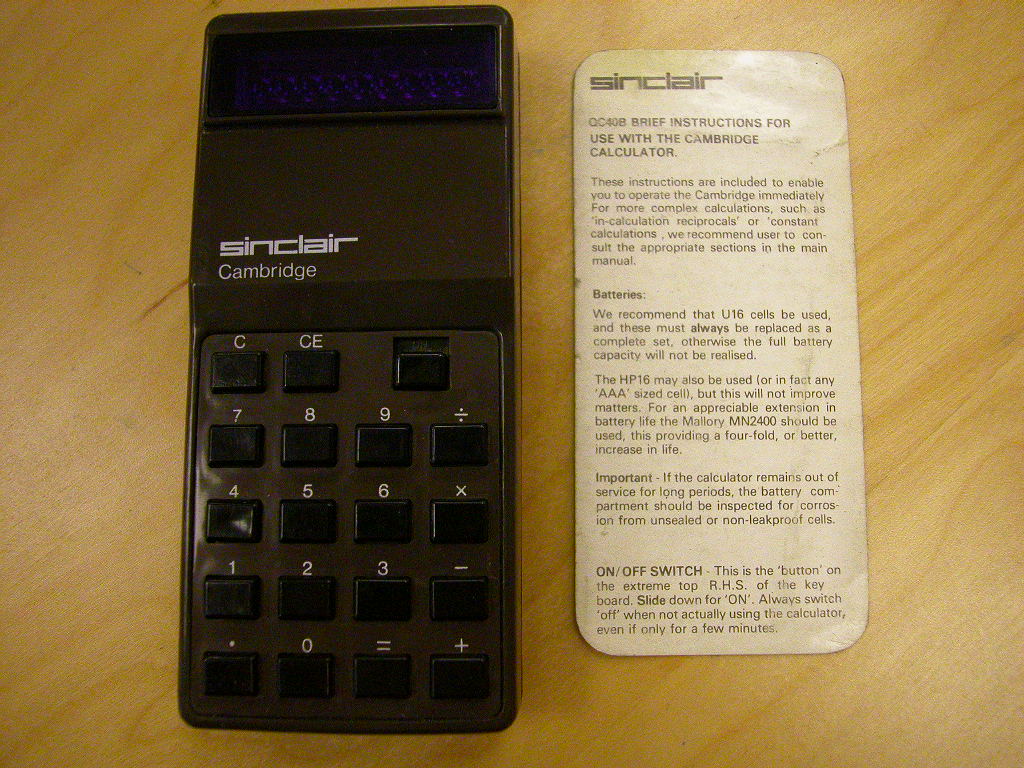 sinclair
Cambridge
C CE
7 8 9 ÷
4 5 6 ×
1 2 3 −
· 0 = +
sinclair
QC40B BRIEF INSTRUCTIONS FOR
USE WITH THE CAMBRIDGE
CALCULATOR.
These instructions are included to enable
you to operate the Cambridge immediately
For more complex calculations, such as
'in-calculation reciprocals' or 'constant
calculations , we recommend user to con-
sult the appropriate sections in the main
manual.
Batteries:
We recommend that U16 cells be used,
and these must always be replaced as a
complete set, otherwise the full battery
capacity will not be realised.
The HP16 may also be used (or in fact any
'AAA' sized cell), but this will not improve
matters. For an appreciable extension in
battery life the Mallory MN2400 should be
used, this providing a four-fold, or better,
increase in life.
Important - If the calculator remains out of
service for long periods, the battery com-
partment should be inspected for corros-
ion from unsealed or non-leakproof cells.
ON/OFF SWITCH - This is the 'button' on
the extreme top R.H.S. of the key
board. Slide down for 'ON'. Always switch
'off' when not actually using the calculator,
even if only for a few minutes.